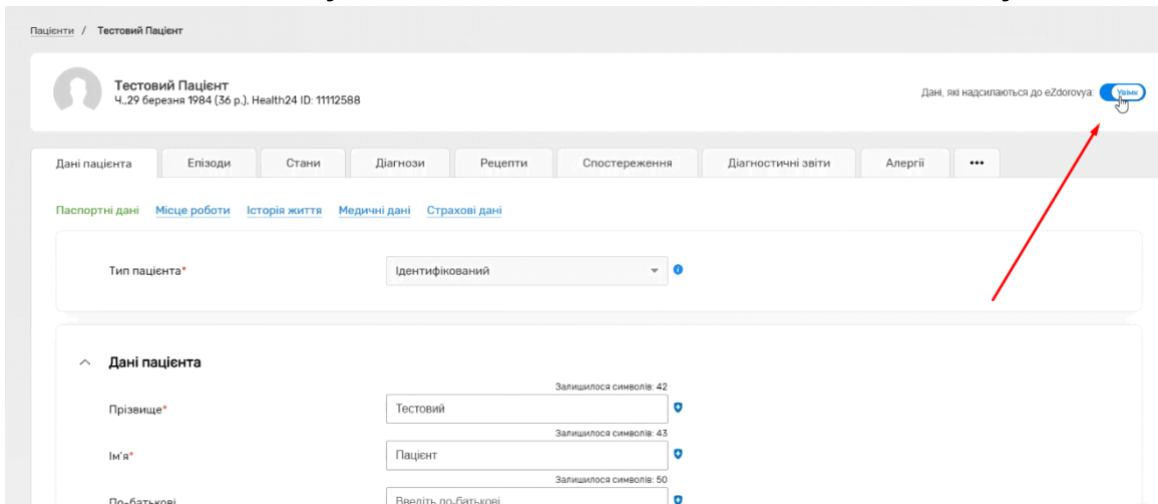 Пацієнти / Тестовий Пацієнт
Тестовий Пацієнт
Ч.,29 березня 1984 (36 р.), Health24 ID: 11112588
Дані, які надсилаються до eZdorovya: Увімк
Дані пацієнта Епізоди Стани Діагнози Рецепти Спостереження Діагностичні звіти Алергії •••
Паспортні дані Місце роботи Історія життя Медичні дані Страхові дані
Тип пацієнта* Ідентифікований
Дані пацієнта
Залишилося символів: 42
Прізвище* Тестовий
Залишилося символів: 43
Ім'я* Пацієнт
Залишилося символів: 50
По-батькові Введіть по-батькові